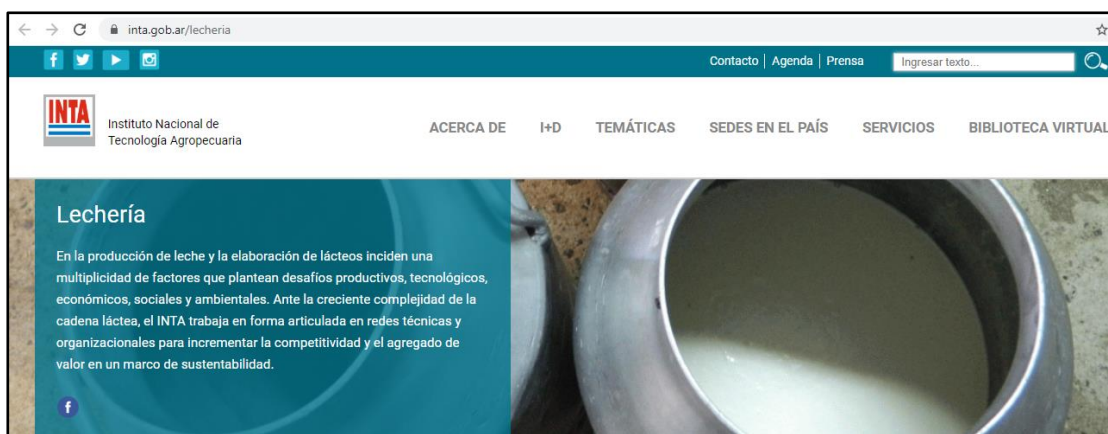 inta.gob.ar/lecheria
Contacto | Agenda | Prensa
Ingresar texto...
INTA
Instituto Nacional de
Tecnología Agropecuaria
ACERCA DE I+D TEMÁTICAS SEDES EN EL PAÍS SERVICIOS BIBLIOTECA VIRTUAL
Lechería
En la producción de leche y la elaboración de lácteos inciden una
multiplicidad de factores que plantean desafíos productivos, tecnológicos,
económicos, sociales y ambientales. Ante la creciente complejidad de la
cadena láctea, el INTA trabaja en forma articulada en redes técnicas y
organizacionales para incrementar la competitividad y el agregado de
valor en un marco de sustentabilidad.